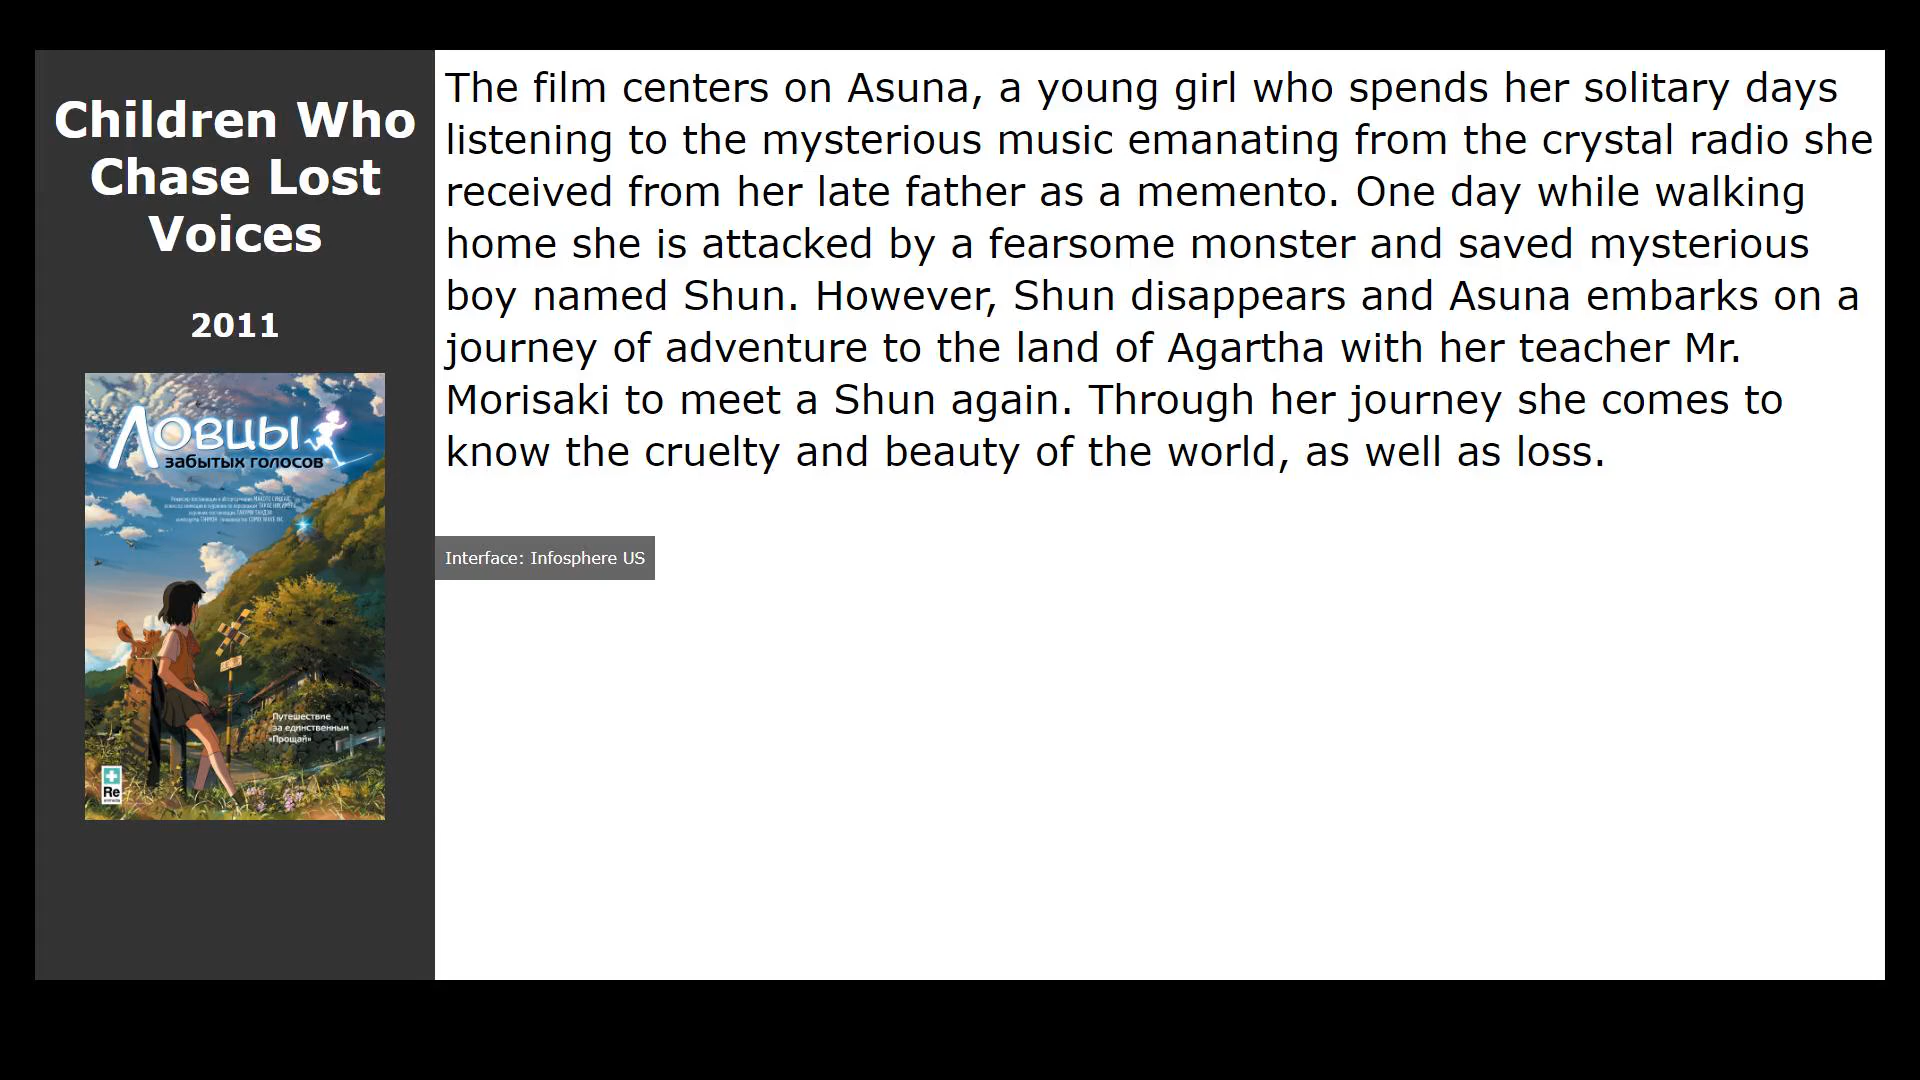 Children Who
Chase Lost
Voices
2011
Ловцы
забытых голосов
Путешествие
за единственным
«Прощай»
Re
The film centers on Asuna, a young girl who spends her solitary days
listening to the mysterious music emanating from the crystal radio she
received from her late father as a memento. One day while walking
home she is attacked by a fearsome monster and saved mysterious
boy named Shun. However, Shun disappears and Asuna embarks on a
journey of adventure to the land of Agartha with her teacher Mr.
Morisaki to meet a Shun again. Through her journey she comes to
know the cruelty and beauty of the world, as well as loss.
Interface: Infosphere US